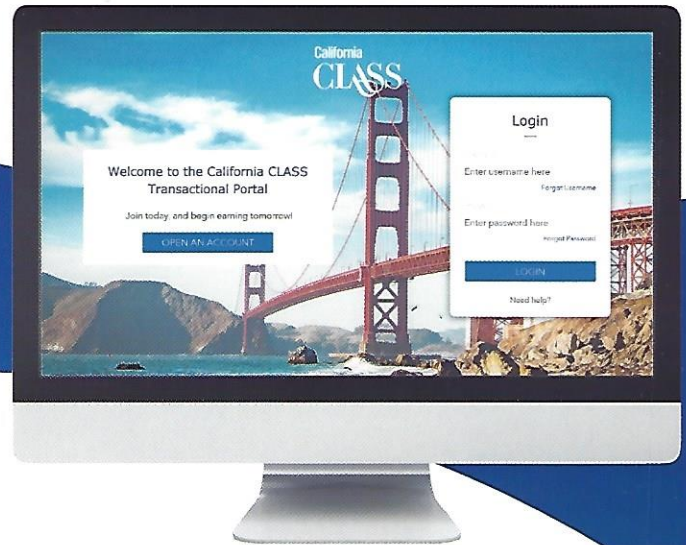 California
CLASS
Welcome to the California CLASS
Transactional Portal
Join today, and begin earning tomorrow!
OPEN AN ACCOUNT
Login
Enter username here
Forgot Username
Enter password here
Forgot Password
LOGIN
Need help?